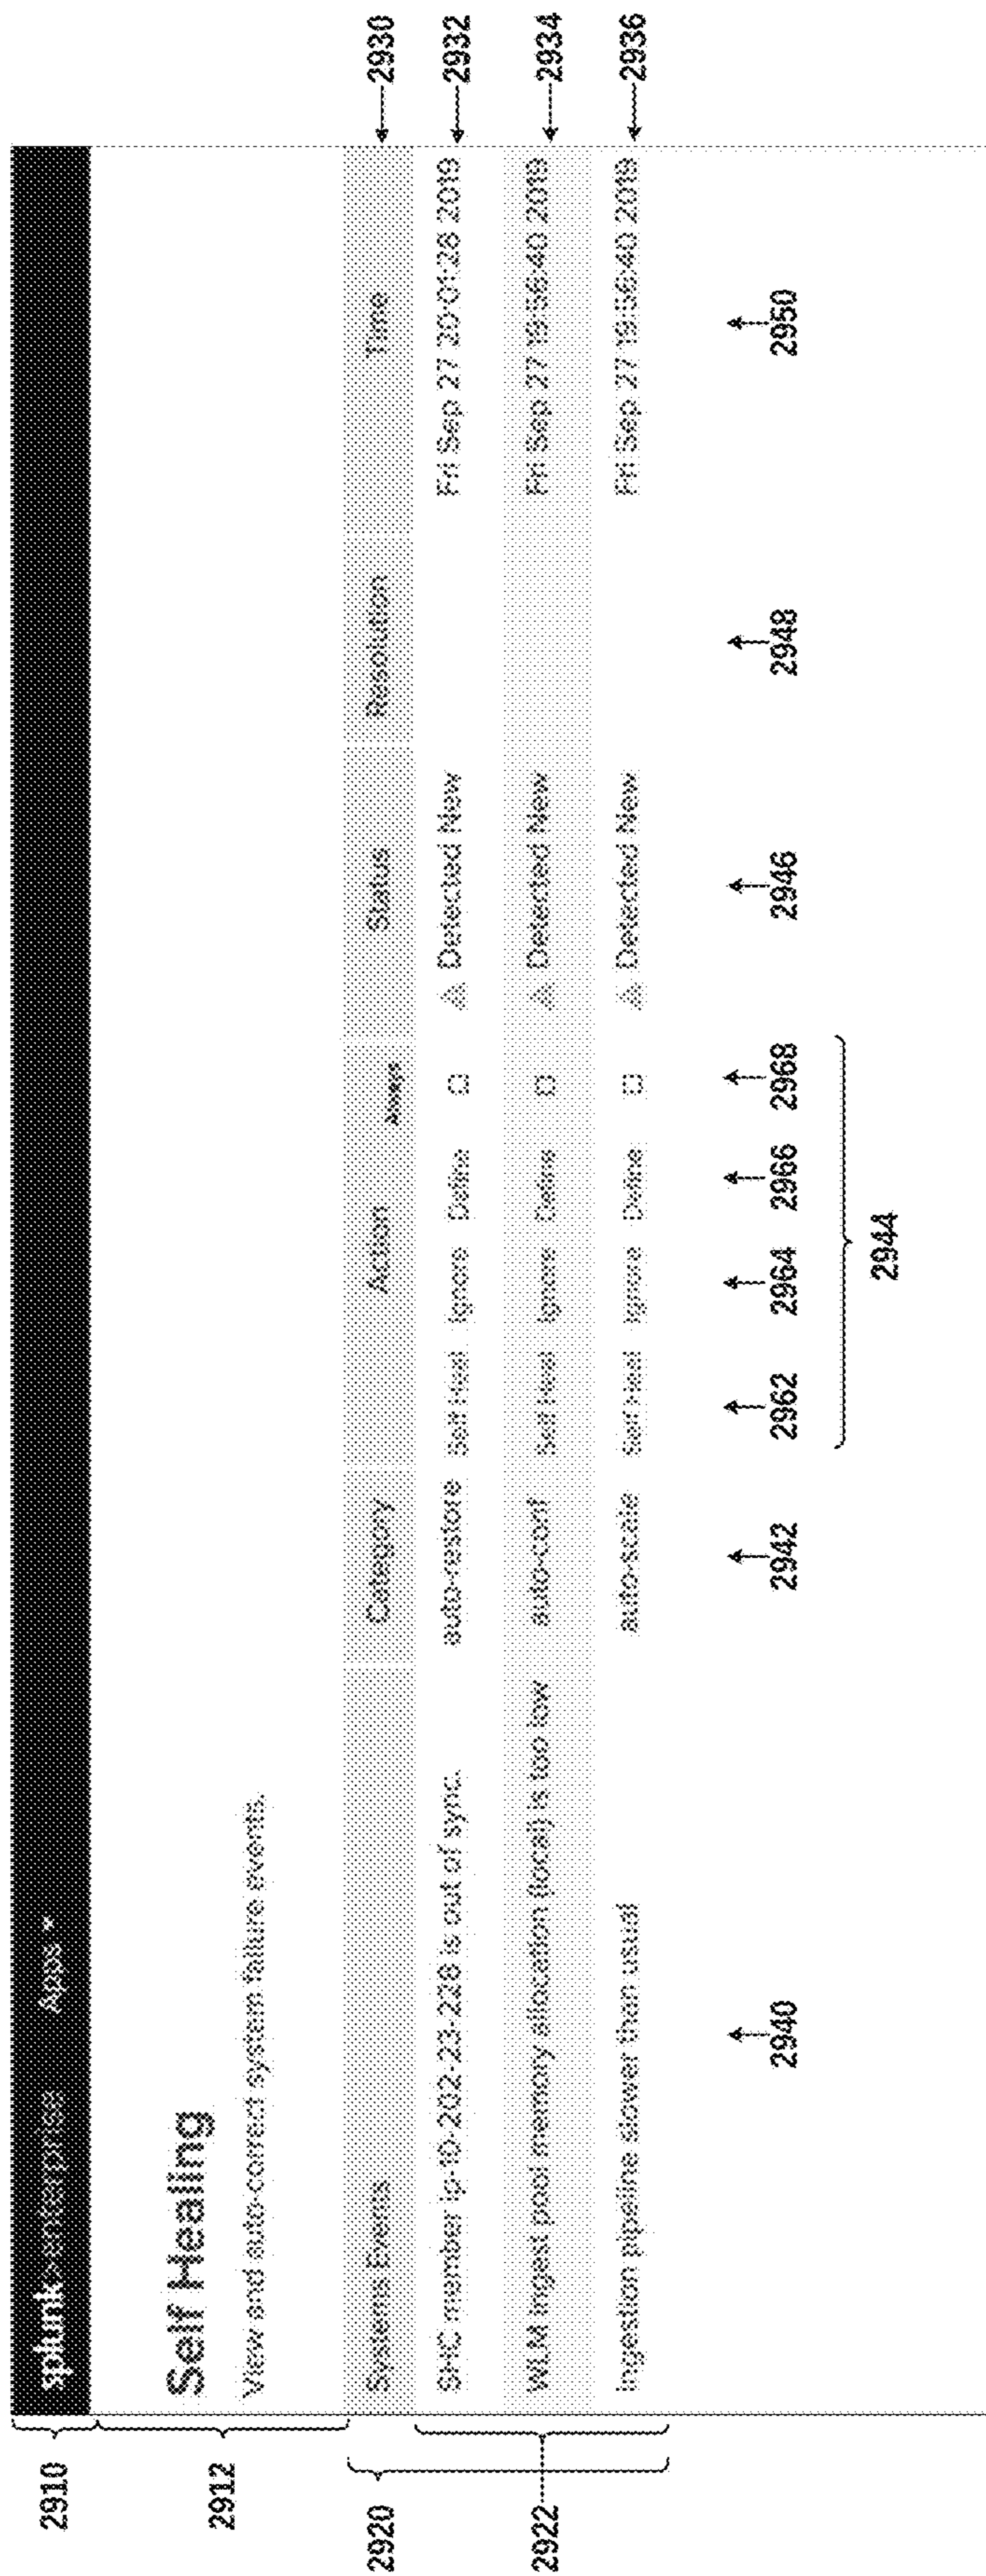 2910
splunk>enterprise Apps
2912
Self Healing
View and auto-correct system failure events.
2920
Systems Events Category Action Always Status Resolution Time
2930
2922
SHC member ip-10-202-23-228 is out of sync. auto-restore Self Heal Ignore Define Detected New Fri Sep 27 20:01:28 2019
2932
WLM ingest pool memory allocation (local) is too low auto-conf Self Heal Ignore Define Detected New Fri Sep 27 19:56:40 2019
2934
Ingestion pipeline slower than usual auto-scale Self Heal Ignore Define Detected New Fri Sep 27 19:56:40 2019
2936
2940 2942 2962 2964 2966 2968 2946 2948 2950
2944